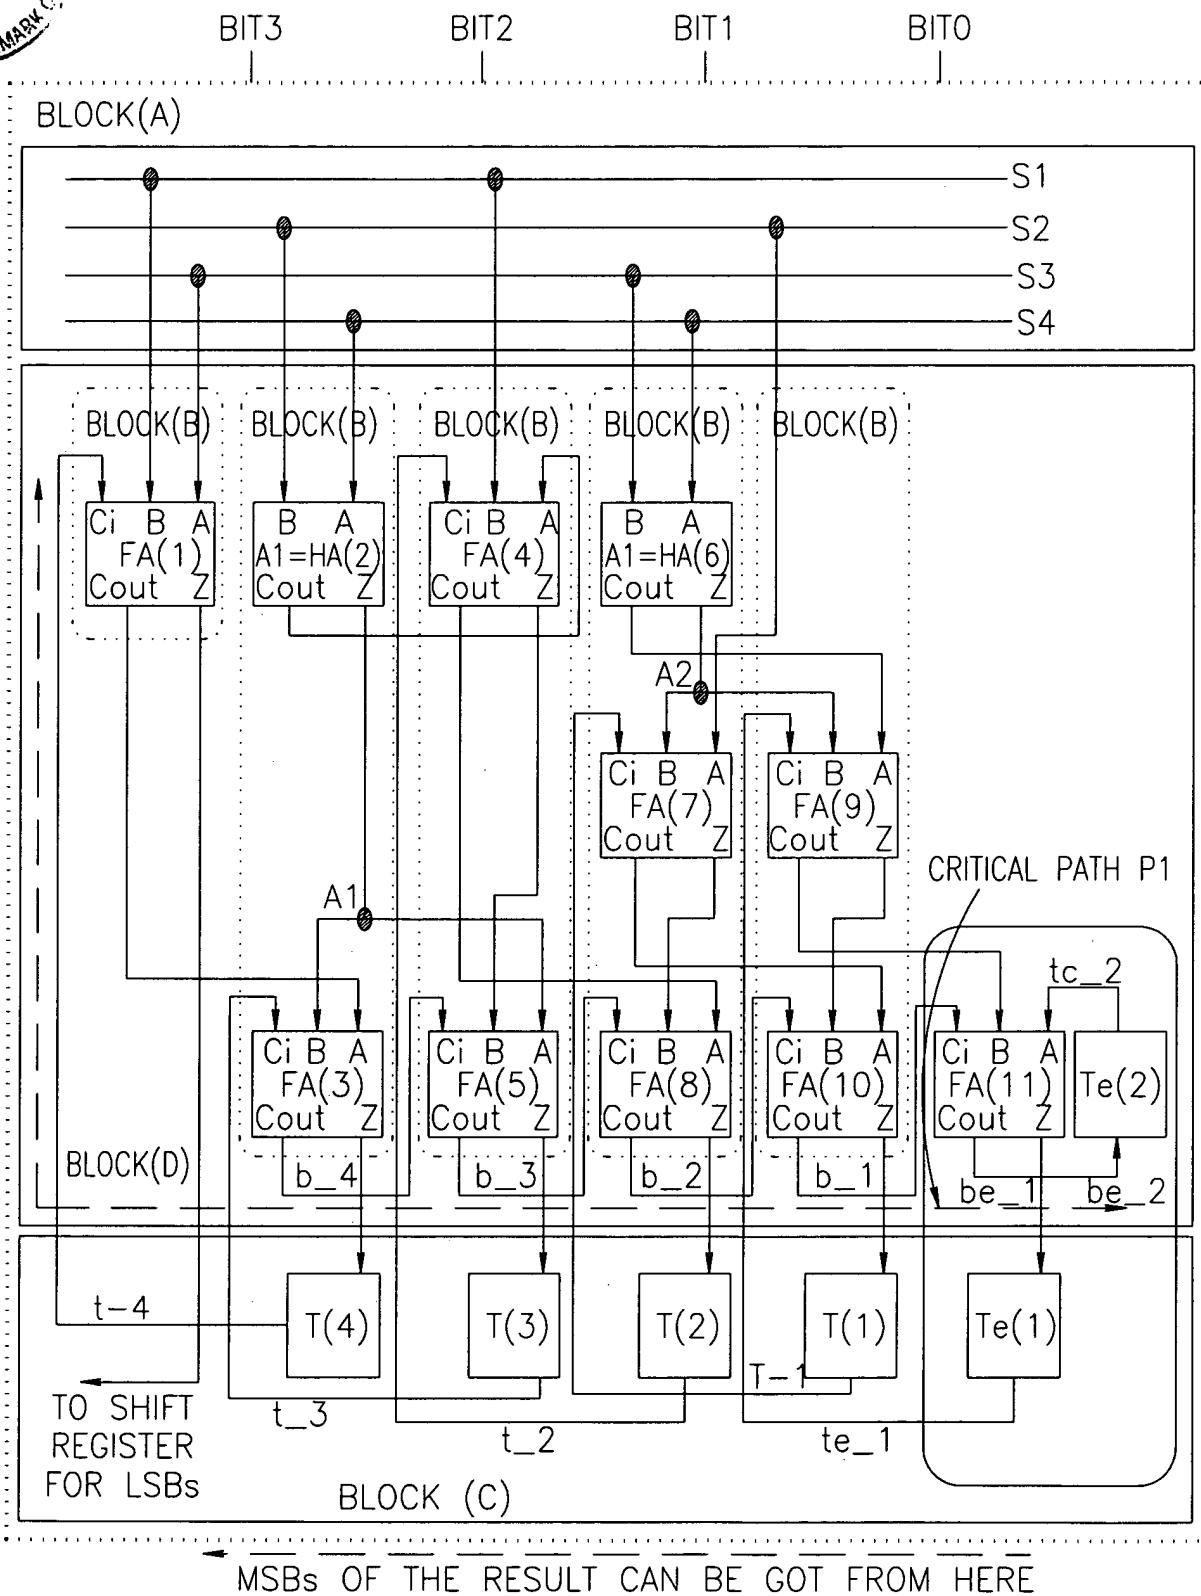 MARK
BIT3 BIT2 BIT1 BIT0
BLOCK(A)
S1
S2
S3
S4
BLOCK(B) BLOCK(B) BLOCK(B) BLOCK(B) BLOCK(B)
Ci B A B A Ci B A B A
FA(1) A1=HA(2) FA(4) A1=HA(6)
Cout Z Cout Z Cout Z Cout Z
A2
Ci B A Ci B A
FA(7) FA(9)
Cout Z Cout Z
CRITICAL PATH P1
A1
tc_2
Ci B A Ci B A Ci B A Ci B A Ci B A
FA(3) FA(5) FA(8) FA(10) FA(11) Te(2)
Cout Z Cout Z Cout Z Cout Z Cout Z
BLOCK(D) b_4 b_3 b_2 b_1 be_1 be_2
t-4 T(4) T(3) T(2) T(1) Te(1)
T-1
TO SHIFT
REGISTER
FOR LSBs
t_3 t_2 te_1
BLOCK (C)
MSBs OF THE RESULT CAN BE GOT FROM HERE